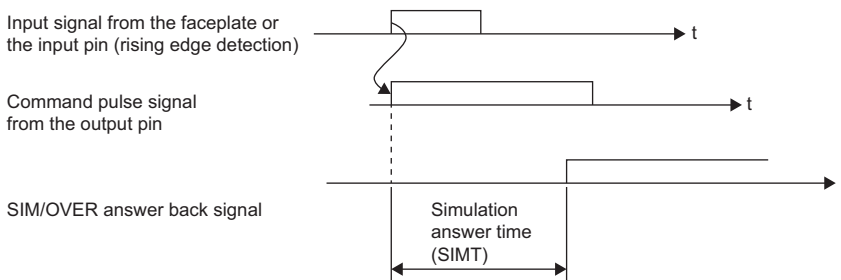 Input signal from the faceplate or
the input pin (rising edge detection)
t
Command pulse signal
from the output pin
t
SIM/OVER answer back signal
Simulation
answer time
(SIMT)